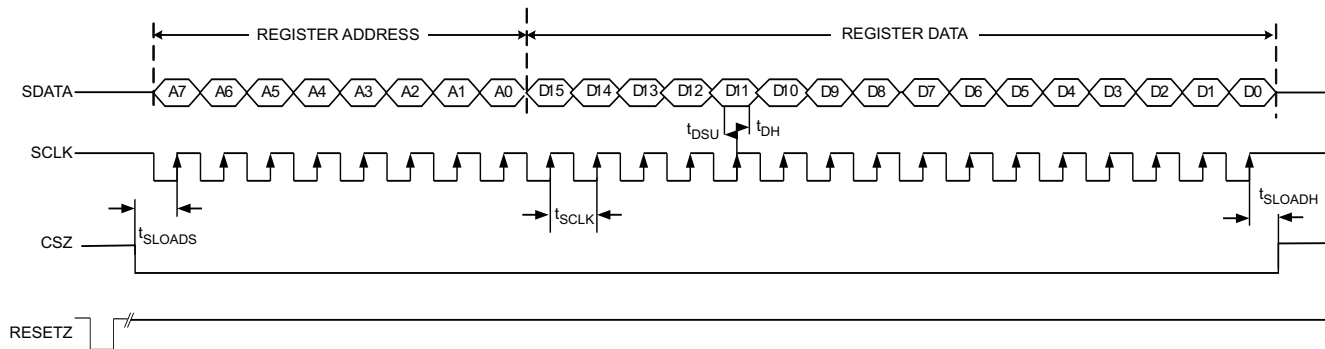 REGISTER ADDRESS REGISTER DATA
SDATA A7 A6 A5 A4 A3 A2 A1 A0 D15 D14 D13 D12 D11 D10 D9 D8 D7 D6 D5 D4 D3 D2 D1 D0
tDSU tDH
SCLK
tSLOADS tSCLK tSLOADH
CSZ
RESETZ